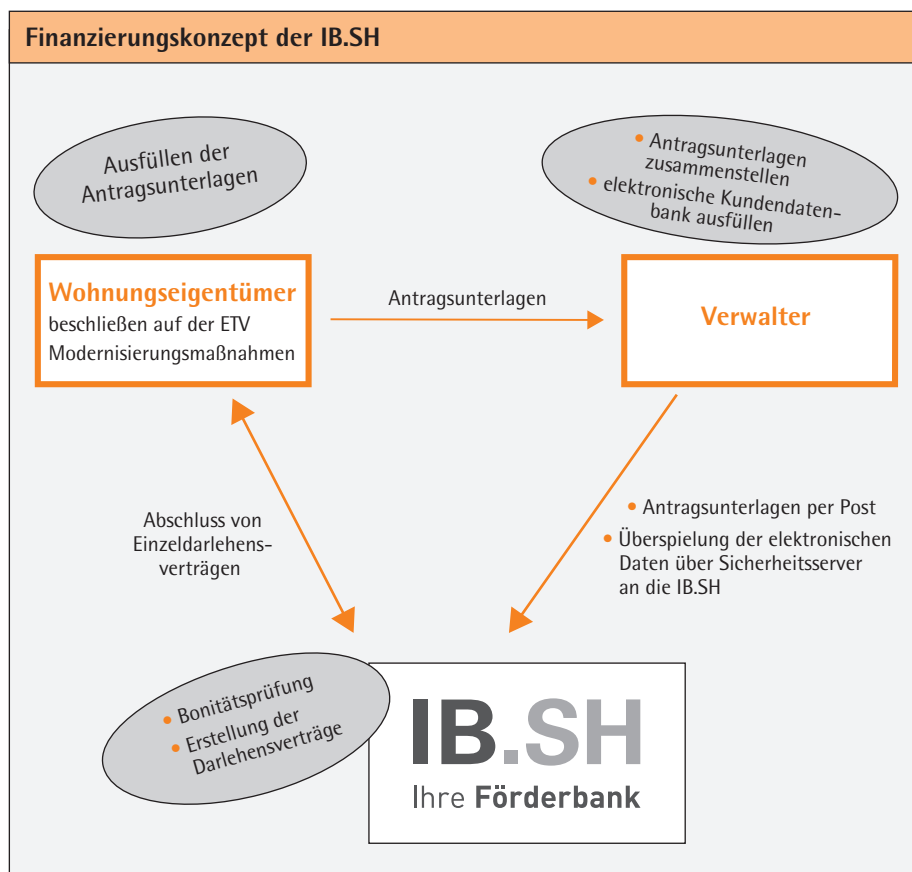 Finanzierungskonzept der IB.SH
Ausfüllen der
Antragsunterlagen
• Antragsunterlagen
zusammenstellen
• elektronische Kundendaten-
bank ausfüllen
Wohnungseigentümer
beschließen auf der ETV
Modernisierungsmaßnahmen
Antragsunterlagen
Verwalter
Abschluss von
Einzeldarlehens-
verträgen
• Antragsunterlagen per Post
• Überspielung der elektronischen
Daten über Sicherheitsserver
an die IB.SH
• Bonitätsprüfung
• Erstellung der
Darlehensverträge
IB.SH
Ihre Förderbank